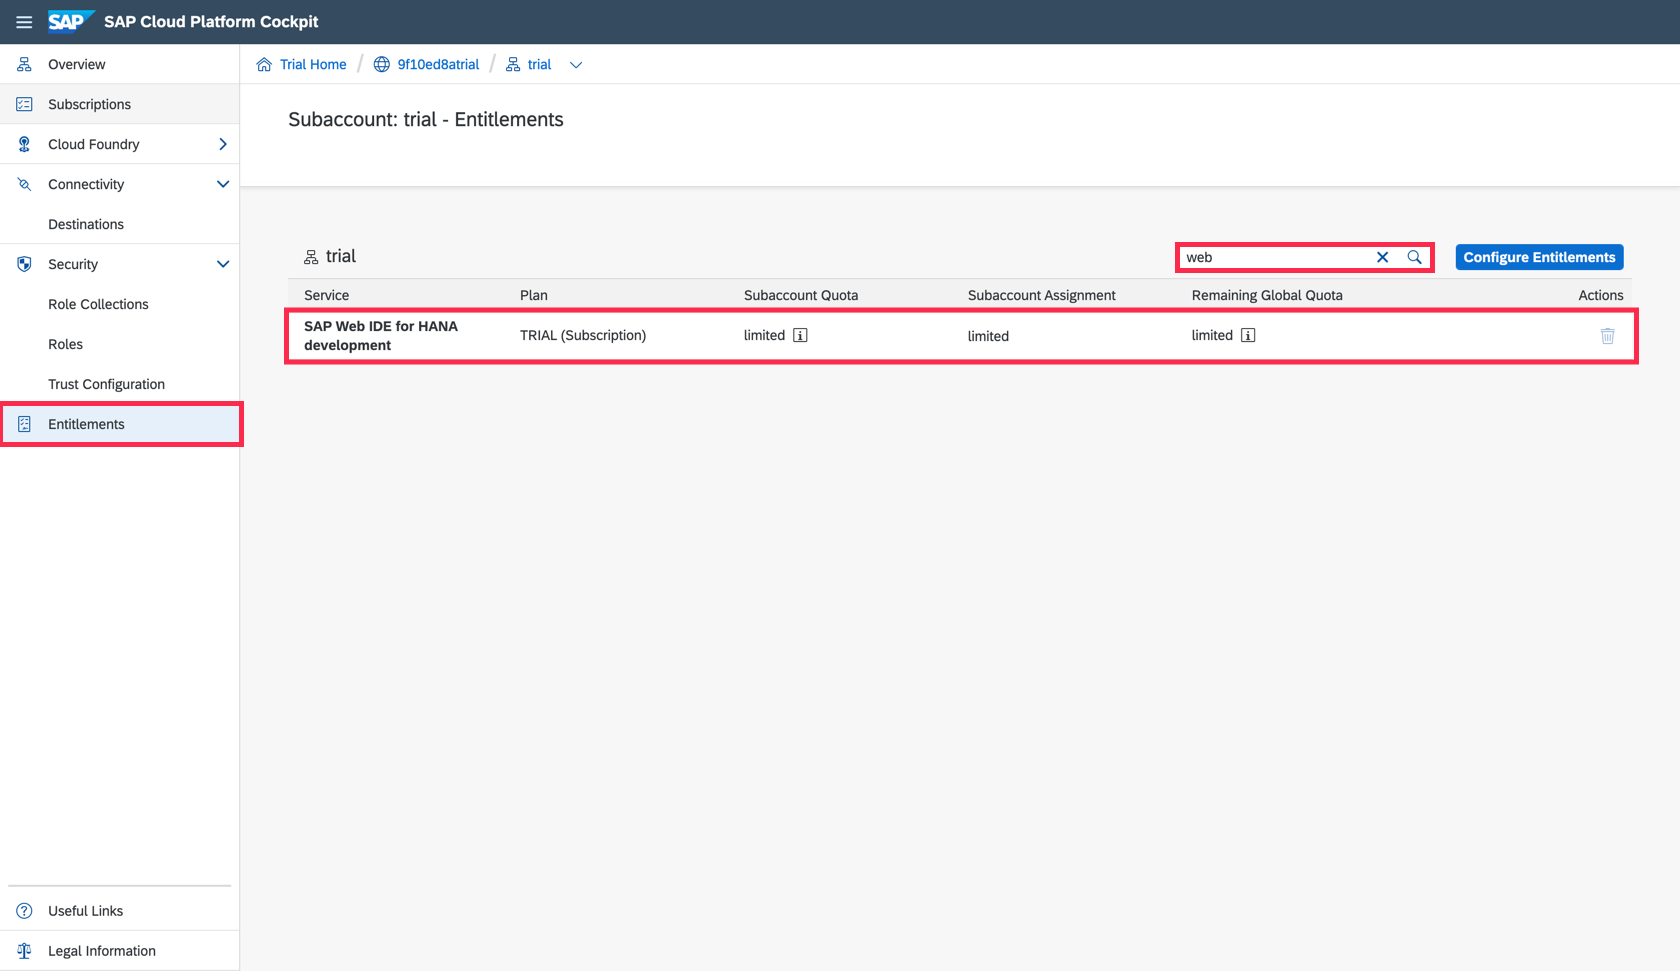 SAP SAP Cloud Platform Cockpit
Overview
Subscriptions
Cloud Foundry
Connectivity
Destinations
Security
Role Collections
Roles
Trust Configuration
Entitlements
Useful Links
Legal Information
Trial Home / 9f10ed8atrial / trial
Subaccount: trial - Entitlements
trial
web
Configure Entitlements
Service Plan Subaccount Quota Subaccount Assignment Remaining Global Quota Actions
SAP Web IDE for HANA
development
TRIAL (Subscription) limited limited limited